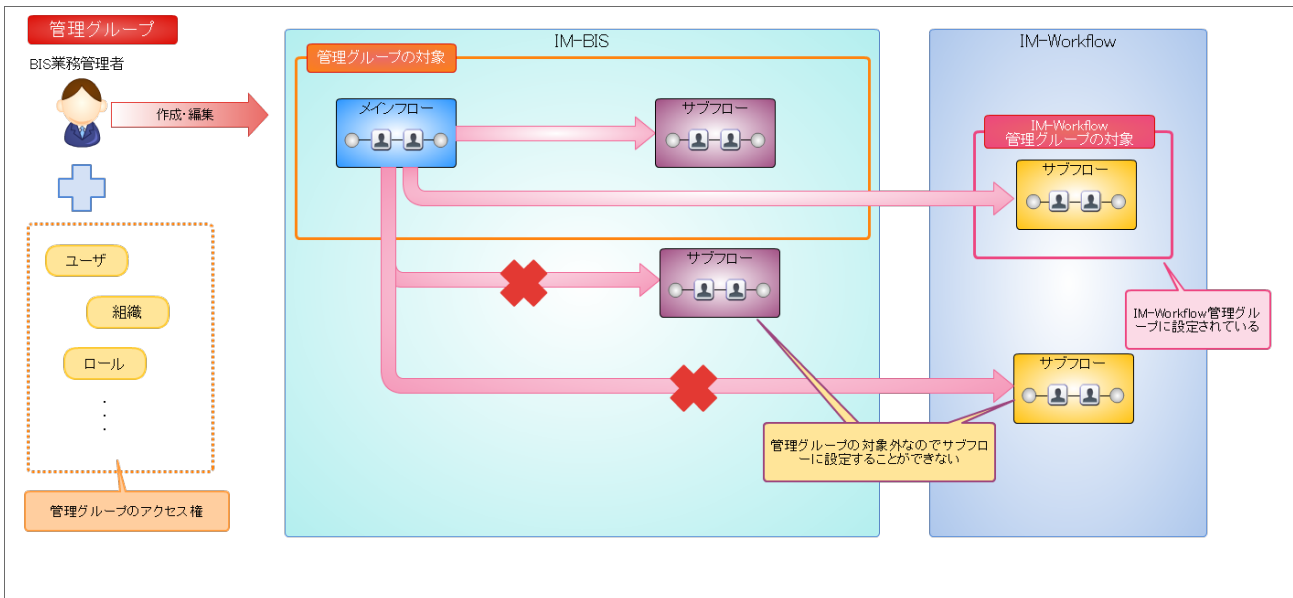 管理グループ
BIS業務管理者
作成・編集
ユーザ
組織
ロール
・
・
・
管理グループのアクセス権
IM-BIS
管理グループの対象
メインフロー
サブフロー
サブフロー
IM-Workflow
IM-Workflow
管理グループの対象
サブフロー
IM-Workflow管理グル
ープに設定されている
サブフロー
管理グループの対象外なのでサブフロ
ーに設定することができない